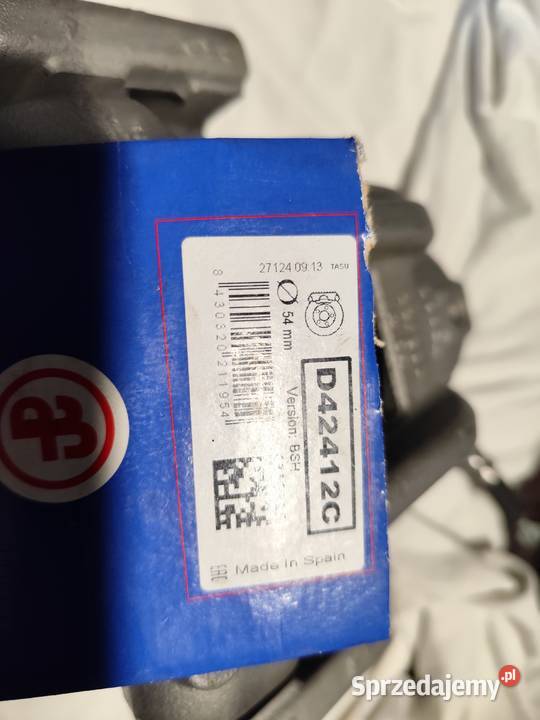 27124 09:13 TASU
Ø 54 mm
8 430320 211954
D42412C
Version: BSH
EAC Made in Spain
Sprzedajemy.pl